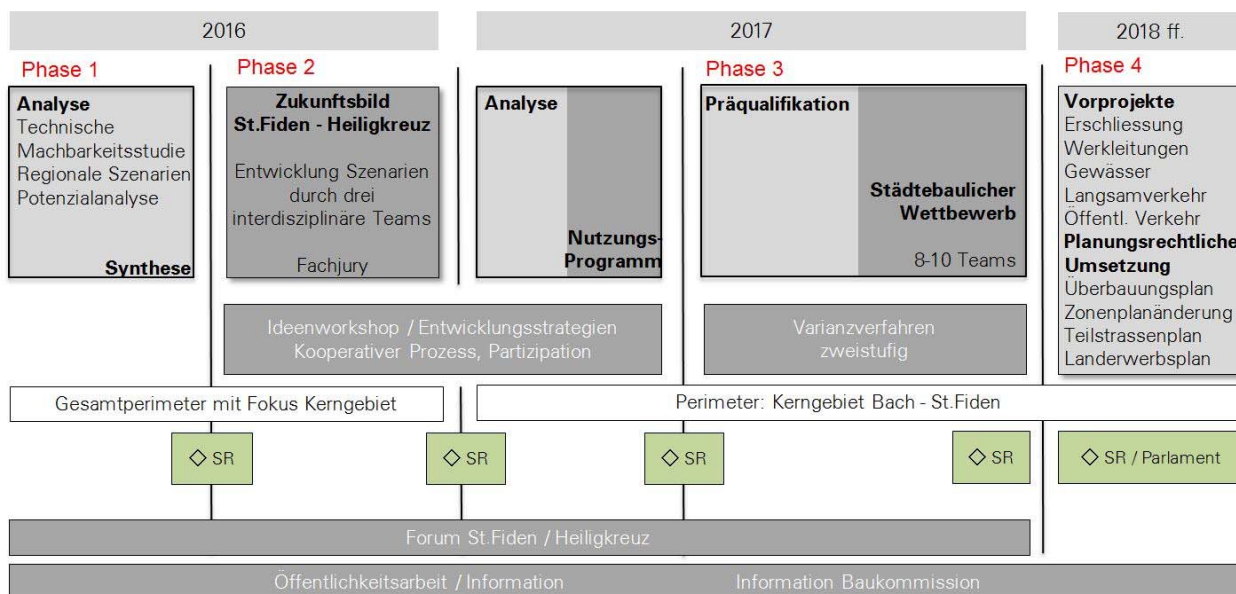 2016
2017
2018 ff.
Phase 1
Phase 2
Phase 3
Phase 4
Analyse
Technische
Machbarkeitsstudie
Regionale Szenarien
Potenzialanalyse
Synthese
Zukunftsbild
St.Fiden - Heiligkreuz
Entwicklung Szenarien
durch drei
interdisziplinäre Teams
Fachjury
Analyse
Nutzungs-
Programm
Präqualifikation
Städtebaulicher
Wettbewerb
8-10 Teams
Vorprojekte
Erschliessung
Werkleitungen
Gewässer
Langsamverkehr
Öffentl. Verkehr
Planungsrechtliche
Umsetzung
Überbauungsplan
Zonenplanänderung
Teilstrassenplan
Landerwerbsplan
Ideenworkshop / Entwicklungsstrategien
Kooperativer Prozess, Partizipation
Varianzverfahren
zweistufig
Gesamtperimeter mit Fokus Kerngebiet
Perimeter: Kerngebiet Bach - St.Fiden
◇ SR
◇ SR
◇ SR
◇ SR
◇ SR / Parlament
Forum St.Fiden / Heiligkreuz
Öffentlichkeitsarbeit / Information
Information Baukommission